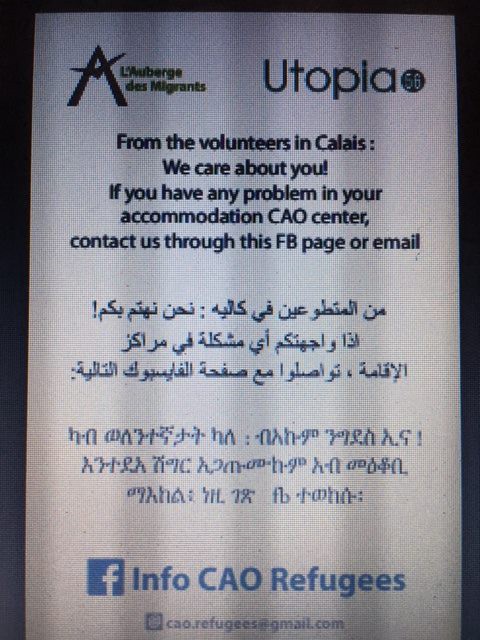 L'Auberge
des Migrants
Utopia 56
From the volunteers in Calais :
We care about you!
If you have any problem in your
accommodation CAO center,
contact us through this FB page or email
من المتطوعين في كاليه : نحن نهتم بكم!
اذا واجهتكم أي مشكلة في مراكز
الإقامة ، تواصلوا مع صفحة الفايسبوك التالية:
ካብ ወለንተኛታት ካለ : ብአኩም ንግደስ ኢና !
እንተደአ ሽግር ኣጋጡሙኩም አብ መዕቆቢ
ማእከል፡ ነዚ ገጽ ፌ ተወከሱ፡
Info CAO Refugees
cao.refugees@gmail.com